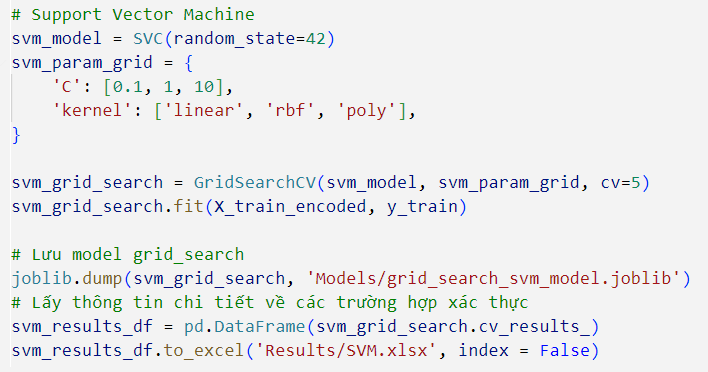 # Support Vector Machine
svm_model = SVC(random_state=42)
svm_param_grid = {
    'C': [0.1, 1, 10],
    'kernel': ['linear', 'rbf', 'poly'],
}
svm_grid_search = GridSearchCV(svm_model, svm_param_grid, cv=5)
svm_grid_search.fit(X_train_encoded, y_train)
# Lưu model grid_search
joblib.dump(svm_grid_search, 'Models/grid_search_svm_model.joblib')
# Lấy thông tin chi tiết về các trường hợp xác thực
svm_results_df = pd.DataFrame(svm_grid_search.cv_results_)
svm_results_df.to_excel('Results/SVM.xlsx', index = False)